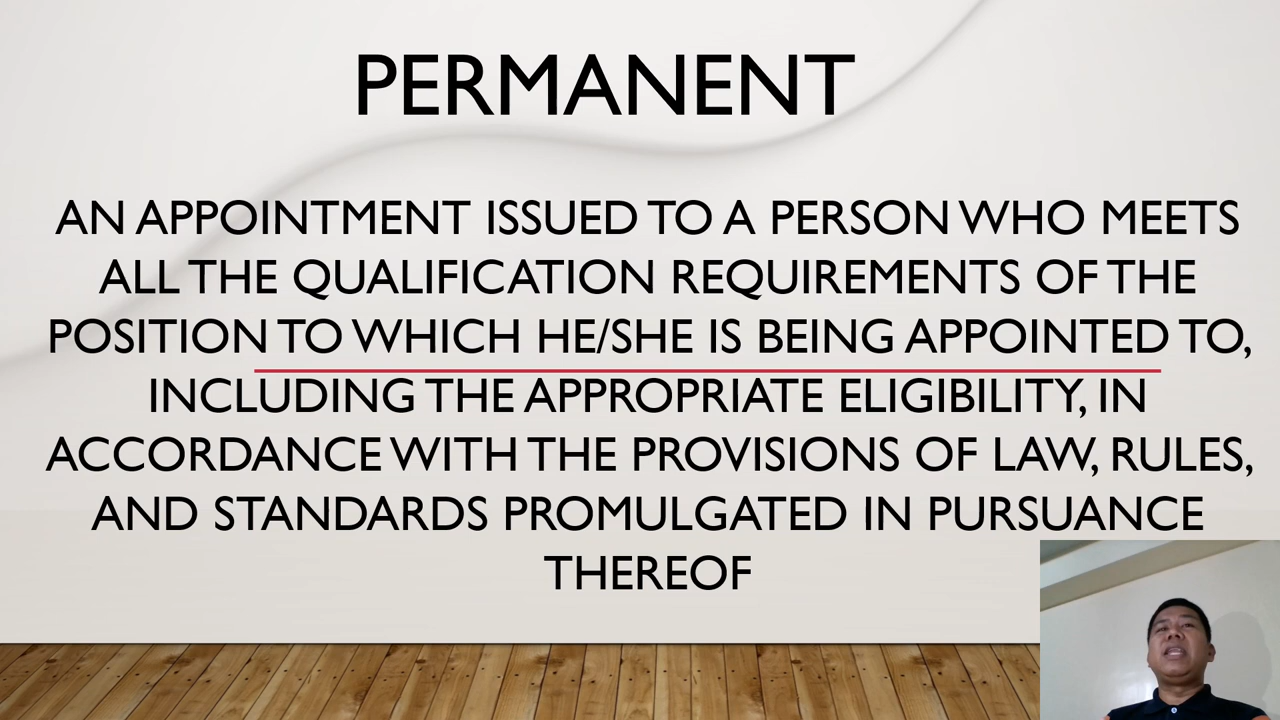 PERMANENT
AN APPOINTMENT ISSUED TO A PERSON WHO MEETS
ALL THE QUALIFICATION REQUIREMENTS OF THE
POSITION TO WHICH HE/SHE IS BEING APPOINTED TO,
INCLUDING THE APPROPRIATE ELIGIBILITY, IN
ACCORDANCE WITH THE PROVISIONS OF LAW, RULES,
AND STANDARDS PROMULGATED IN PURSUANCE
THEREOF